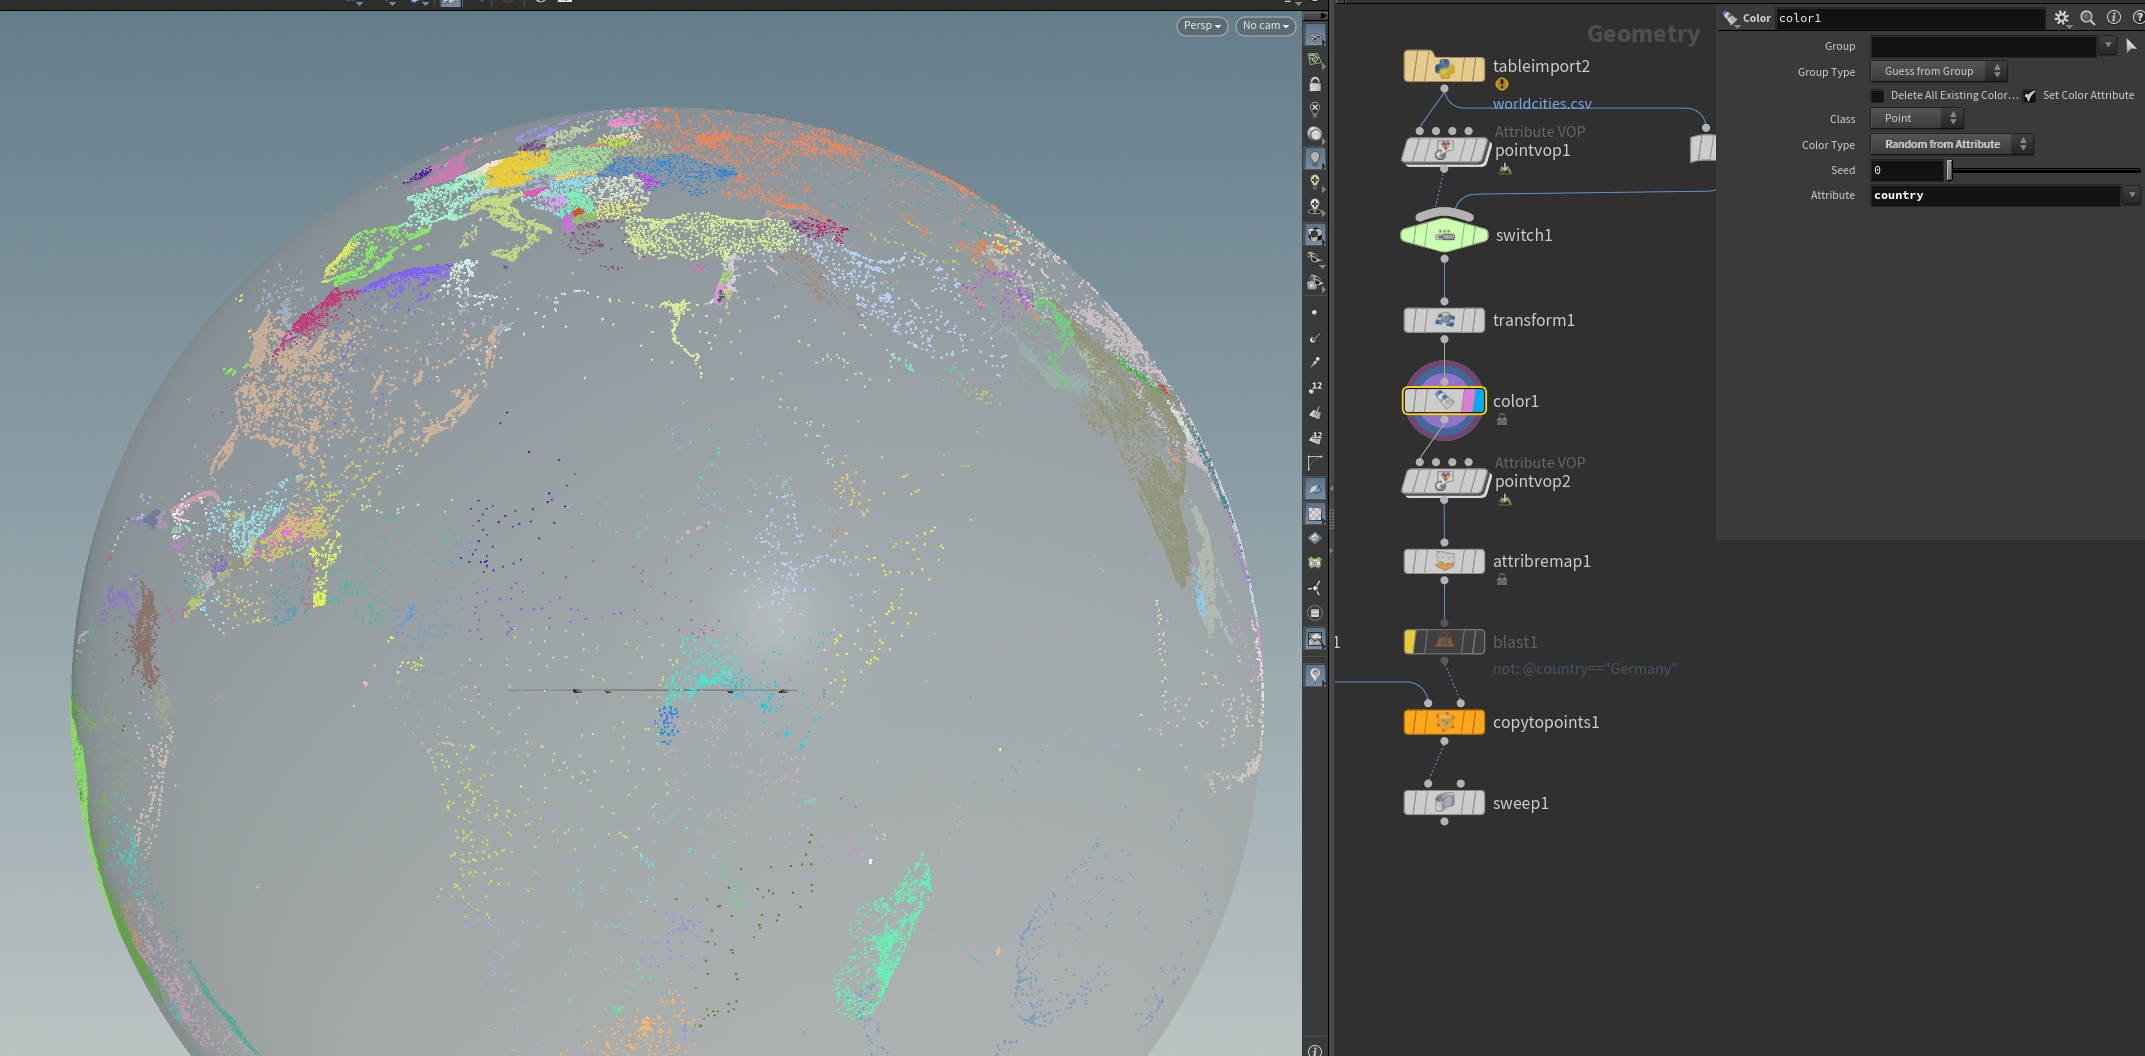 Persp
No cam
12
12
1
Geometry
tableimport2
worldcities.csv
Attribute VOP
pointvop1
switch1
transform1
color1
Attribute VOP
pointvop2
attribremap1
blast1
not: @country=="Germany"
copytopoints1
sweep1
Color color1
Group
Group Type Guess from Group
Delete All Existing Color... Set Color Attribute
Class Point
Color Type Random from Attribute
Seed 0
Attribute country